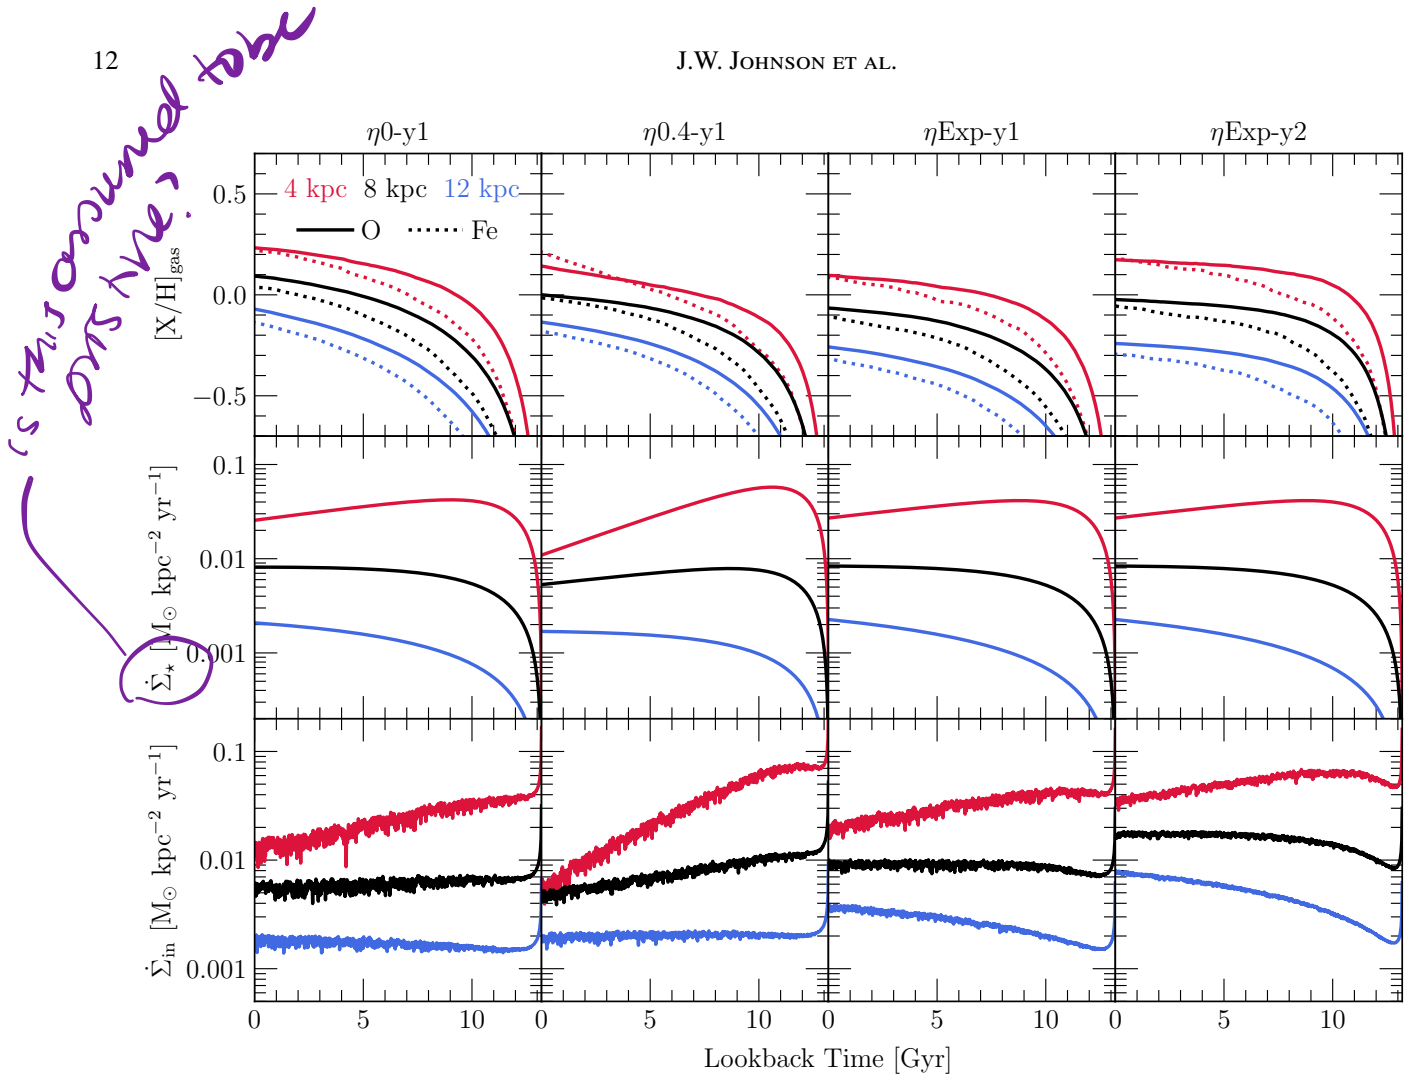 12
J.W. JOHNSON ET AL.
is this assumed to be
or is the?
η0-y1
η0.4-y1
ηExp-y1
ηExp-y2
4 kpc 8 kpc 12 kpc
O Fe
[X/H]gas
0.5
0.0
−0.5
Σ̇⋆ [M⊙ kpc−2 yr−1]
0.1
0.01
0.001
Σ̇in [M⊙ kpc−2 yr−1]
0.1
0.01
0.001
0 5 10 0 5 10 0 5 10 0 5 10
Lookback Time [Gyr]